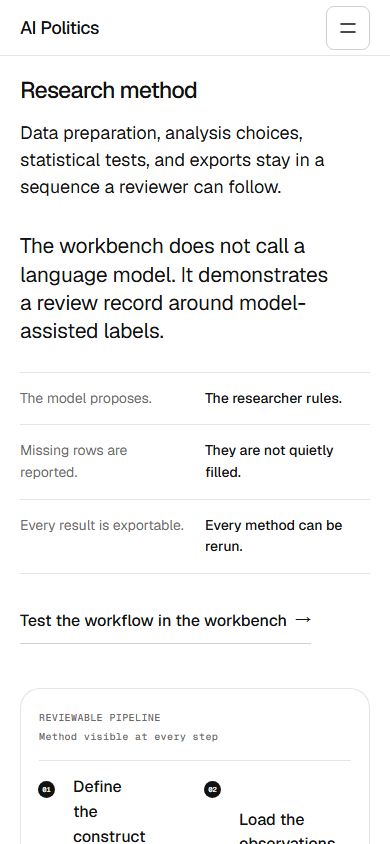 AI Politics
Research method
Data preparation, analysis choices,
statistical tests, and exports stay in a
sequence a reviewer can follow.
The workbench does not call a
language model. It demonstrates
a review record around model-
assisted labels.
The model proposes.
The researcher rules.
Missing rows are
reported.
They are not quietly
filled.
Every result is exportable.
Every method can be
rerun.
Test the workflow in the workbench →
REVIEWABLE PIPELINE
Method visible at every step
01
Define
the
construct
02
Load the
observations